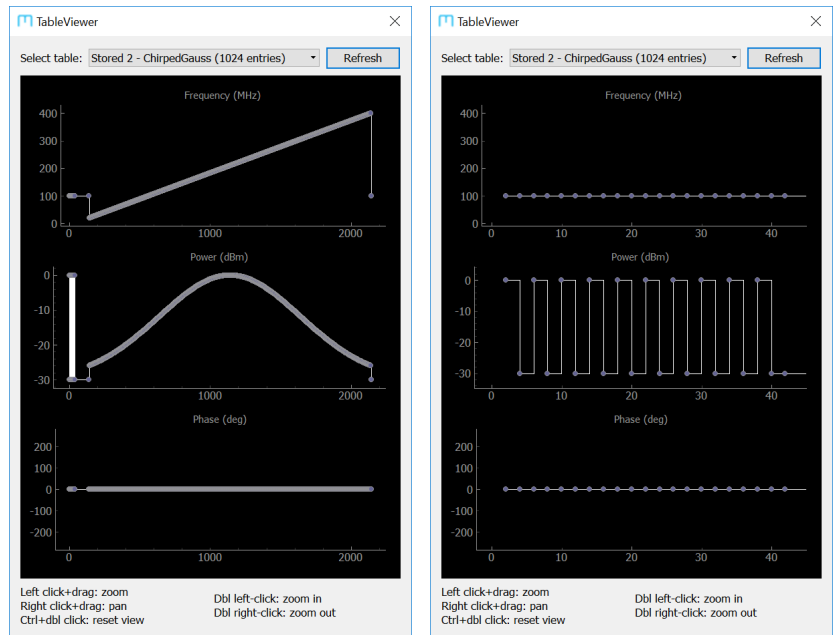 TableViewer
Select table: Stored 2 - ChirpedGauss (1024 entries) Refresh
Frequency (MHz)
400
300
200
100
0
0 1000 2000
Power (dBm)
0
-10
-20
-30
0 1000 2000
Phase (deg)
200
100
0
-100
-200
0 1000 2000
Left click+drag: zoom
Right click+drag: pan
Ctrl+dbl click: reset view
Dbl left-click: zoom in
Dbl right-click: zoom out
TableViewer
Select table: Stored 2 - ChirpedGauss (1024 entries) Refresh
Frequency (MHz)
400
300
200
100
0
0 10 20 30 40
Power (dBm)
0
-10
-20
-30
0 10 20 30 40
Phase (deg)
200
100
0
-100
-200
0 10 20 30 40
Left click+drag: zoom
Right click+drag: pan
Ctrl+dbl click: reset view
Dbl left-click: zoom in
Dbl right-click: zoom out